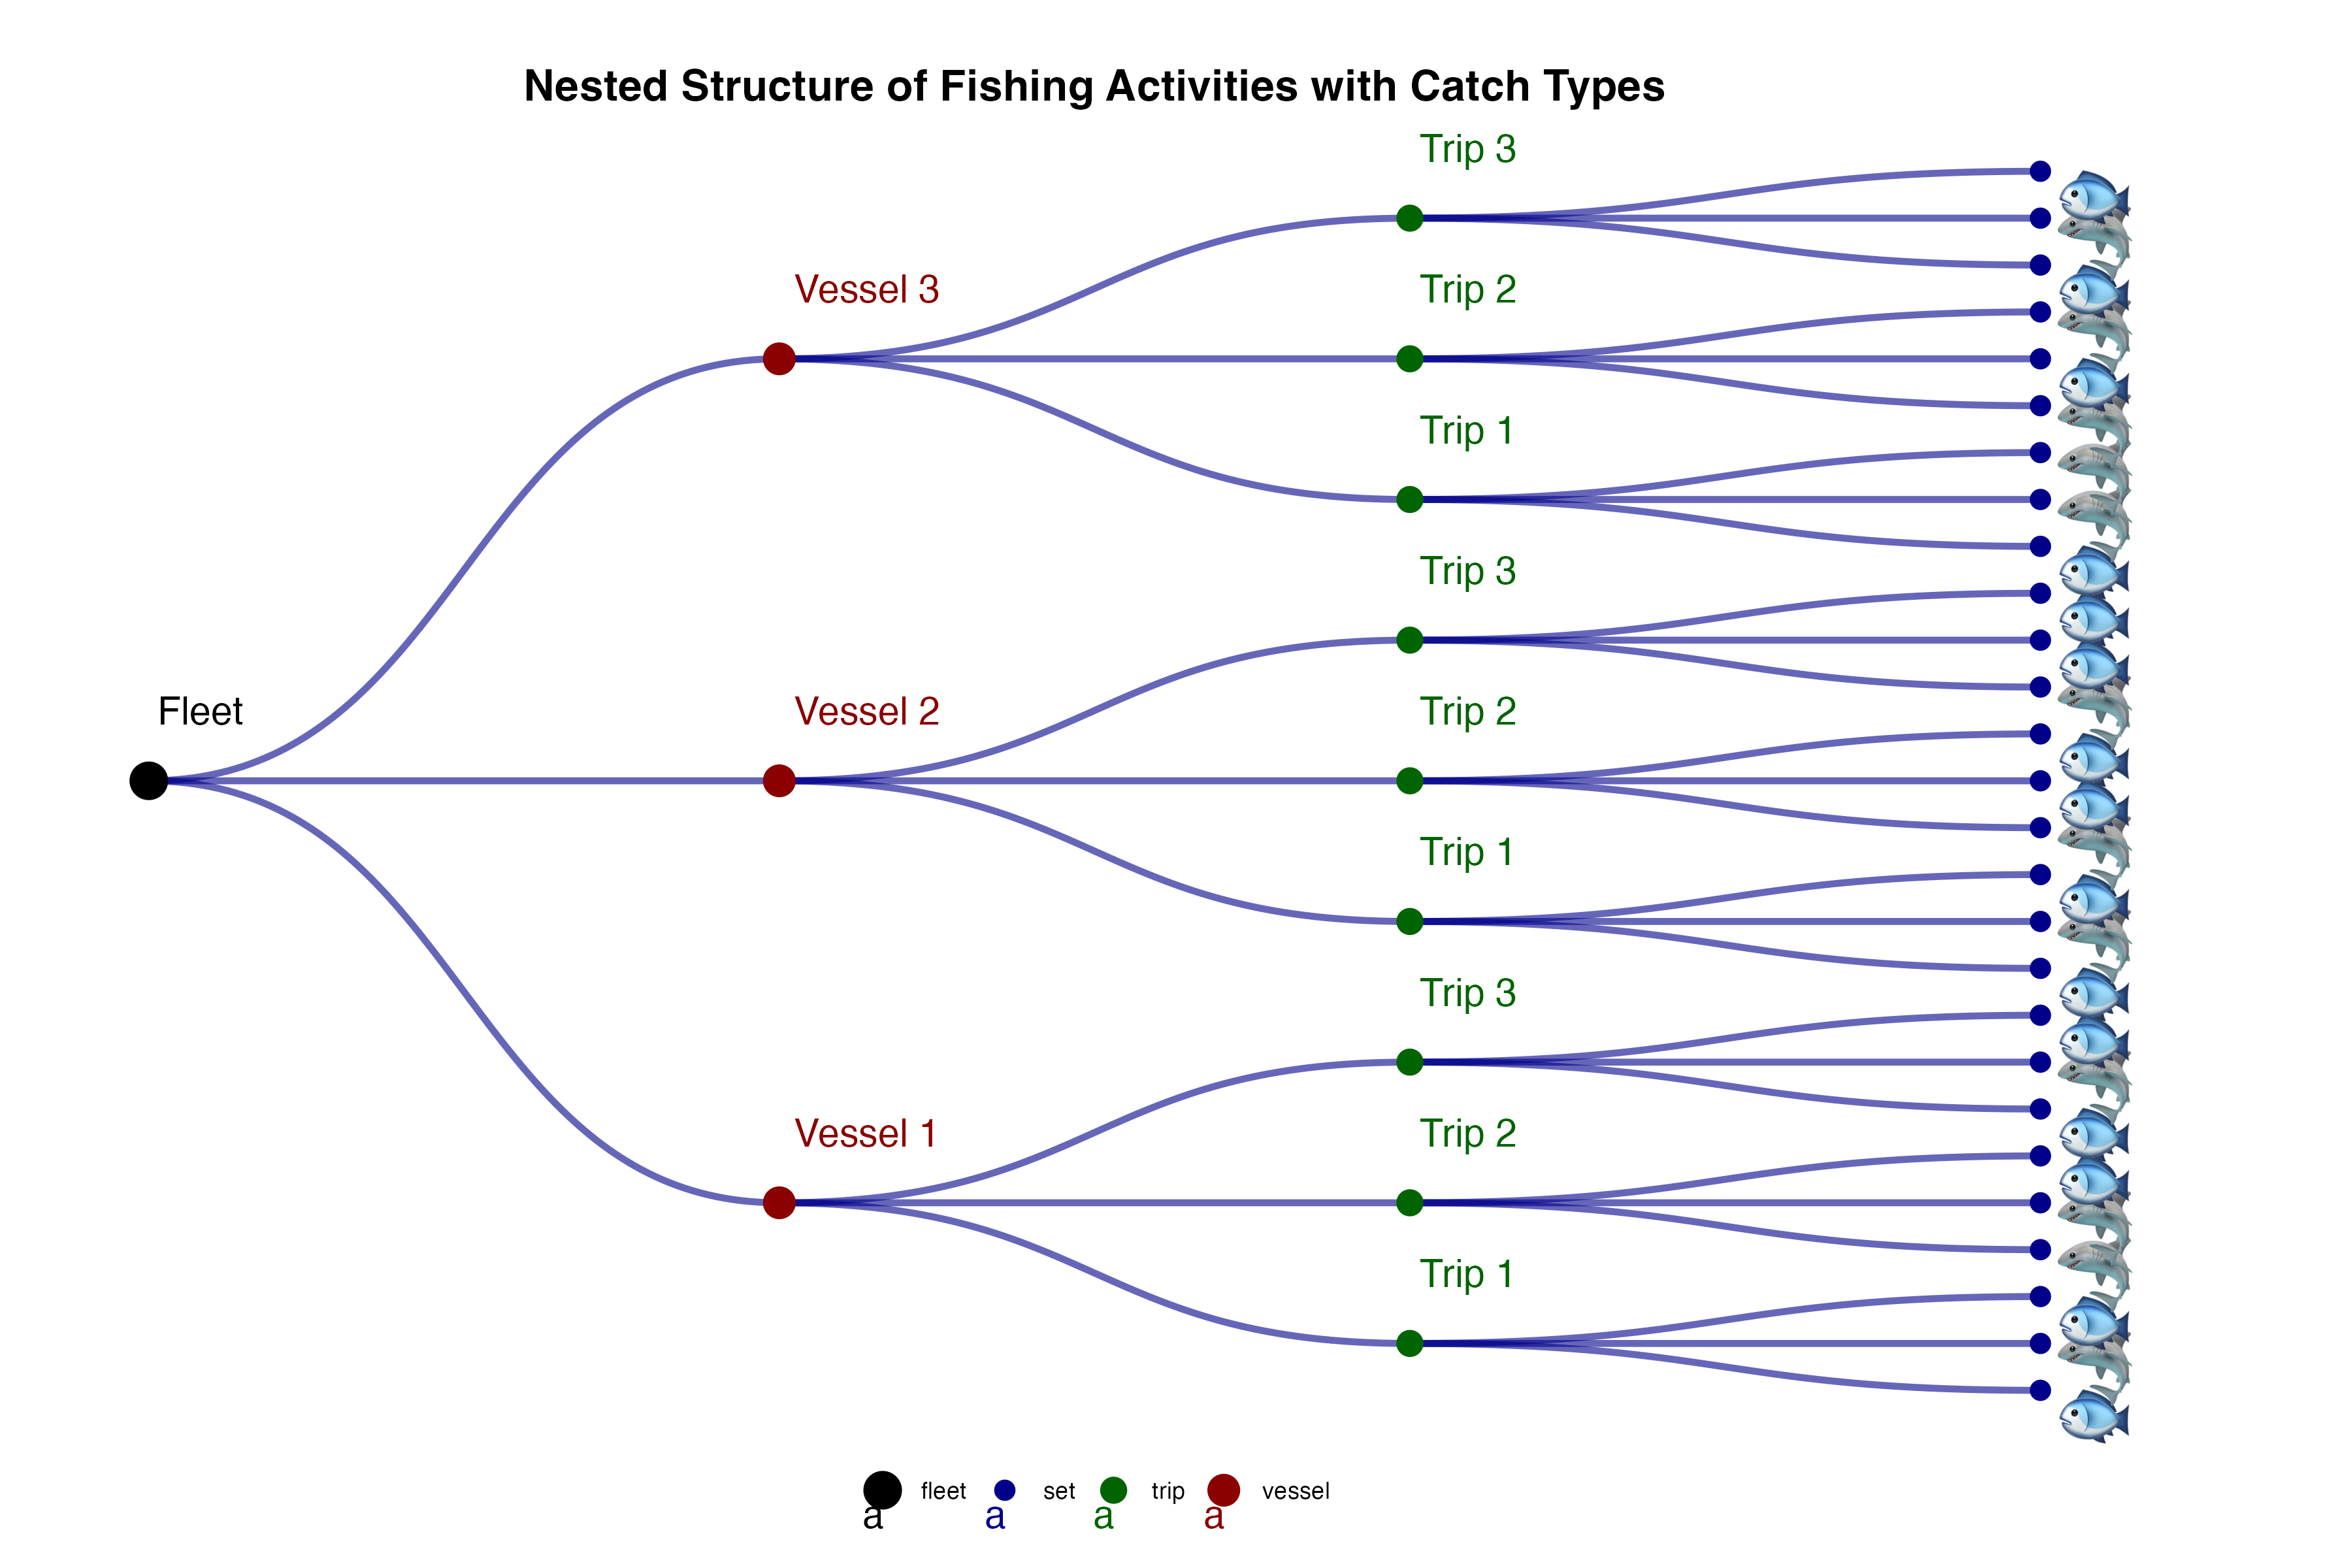 Nested Structure of Fishing Activities with Catch Types
Trip 3
Vessel 3
Trip 2
Trip 1
Trip 3
Fleet
Vessel 2
Trip 2
Trip 1
Trip 3
Vessel 1
Trip 2
Trip 1
fleet set trip vessel
a a a a